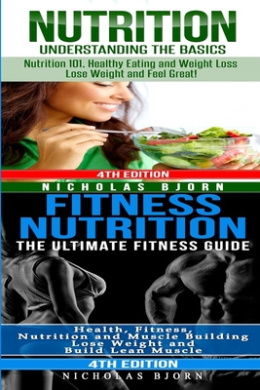 NUTRITION
UNDERSTANDING THE BASICS
Nutrition 101, Healthy Eating and Weight Loss
Lose Weight and Feel Great!
4TH EDITION
NICHOLAS BJORN
FITNESS
NUTRITION
THE ULTIMATE FITNESS GUIDE
Health, Fitness,
Nutrition and Muscle Building
Lose Weight and
Build Lean Muscle
4TH EDITION
NICHOLAS BJORN